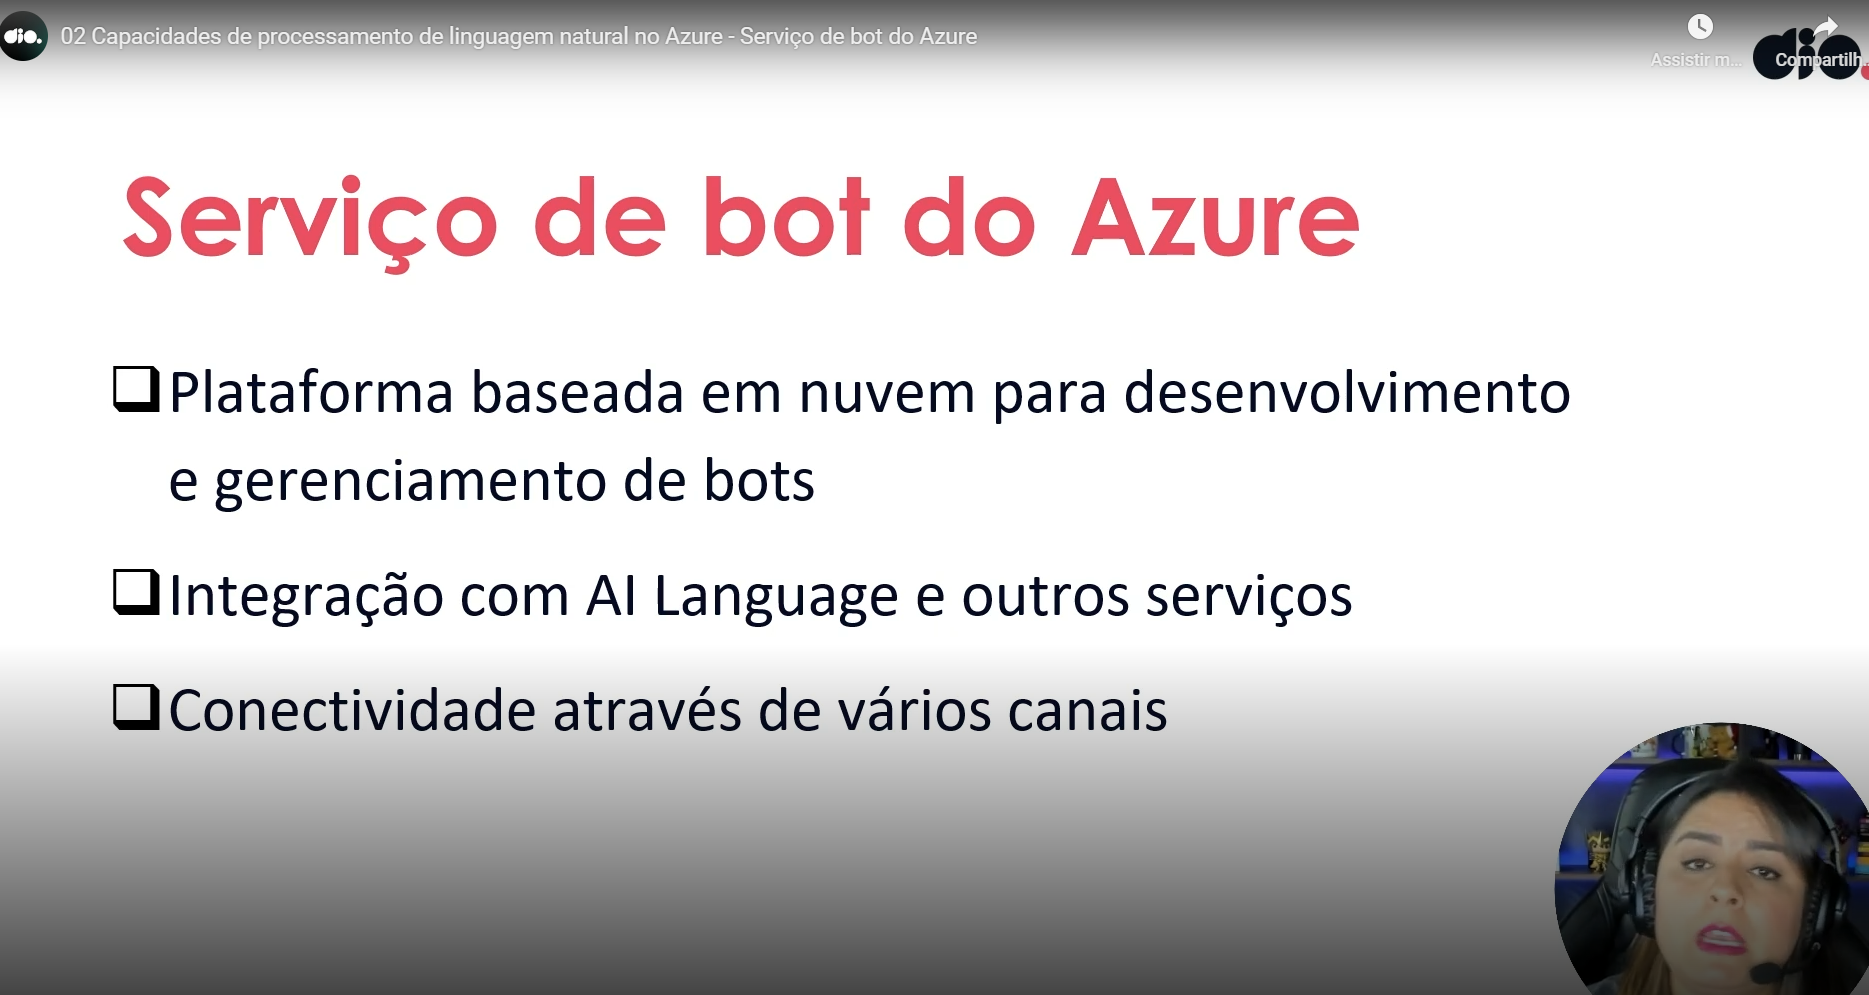 dio.
02 Capacidades de processamento de linguagem natural no Azure - Serviço de bot do Azure
Assistir m...
dio.
Compartilh...
Serviço de bot do Azure
Plataforma baseada em nuvem para desenvolvimento
e gerenciamento de bots
Integração com AI Language e outros serviços
Conectividade através de vários canais